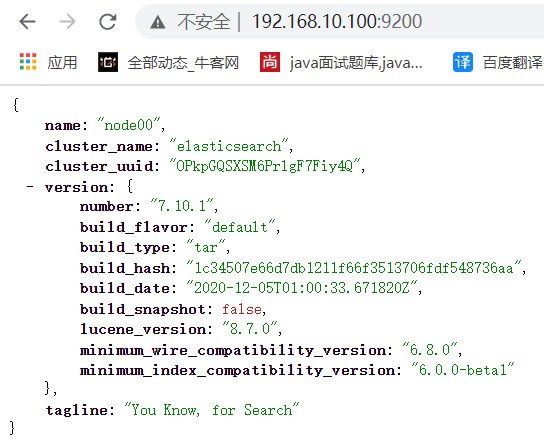 不安全 | 192.168.10.100:9200
应用 全部动态_牛客网 尚 java面试题库,java... 译 百度翻译
{
name: "node00",
cluster_name: "elasticsearch",
cluster_uuid: "OPkpGQSXSM6Pr1gF7Fiy4Q",
- version: {
number: "7.10.1",
build_flavor: "default",
build_type: "tar",
build_hash: "1c34507e66d7db1211f66f3513706fdf548736aa",
build_date: "2020-12-05T01:00:33.671820Z",
build_snapshot: false,
lucene_version: "8.7.0",
minimum_wire_compatibility_version: "6.8.0",
minimum_index_compatibility_version: "6.0.0-beta1"
},
tagline: "You Know, for Search"
}